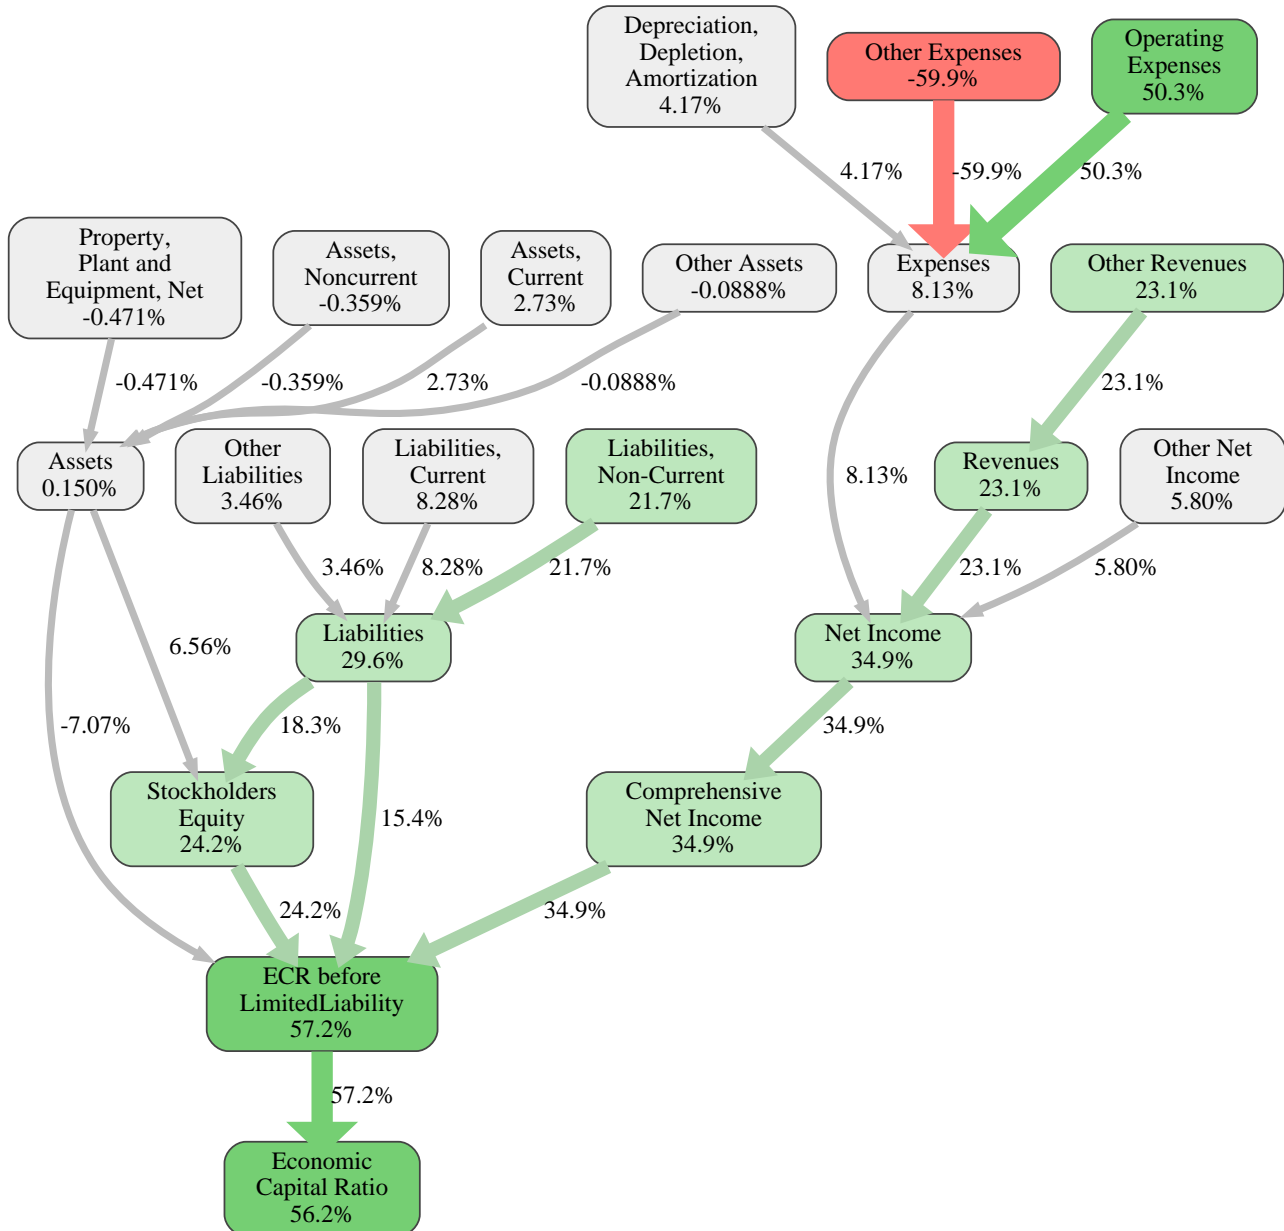 Depreciation,
Depletion,
Amortization
4.17%
Other Expenses
-59.9%
Operating
Expenses
50.3%
4.17%
-59.9%
50.3%
Property,
Plant and
Equipment, Net
-0.471%
Assets,
Noncurrent
-0.359%
Assets,
Current
2.73%
Other Assets
-0.0888%
Expenses
8.13%
Other Revenues
23.1%
-0.471%
-0.359%
2.73%
-0.0888%
23.1%
Assets
0.150%
Other
Liabilities
3.46%
Liabilities,
Current
8.28%
Liabilities,
Non-Current
21.7%
8.13%
Revenues
23.1%
Other Net
Income
5.80%
3.46%
8.28%
21.7%
23.1%
5.80%
6.56%
Liabilities
29.6%
Net Income
34.9%
-7.07%
18.3%
34.9%
Stockholders
Equity
24.2%
15.4%
Comprehensive
Net Income
34.9%
24.2%
34.9%
ECR before
LimitedLiability
57.2%
57.2%
Economic
Capital Ratio
56.2%